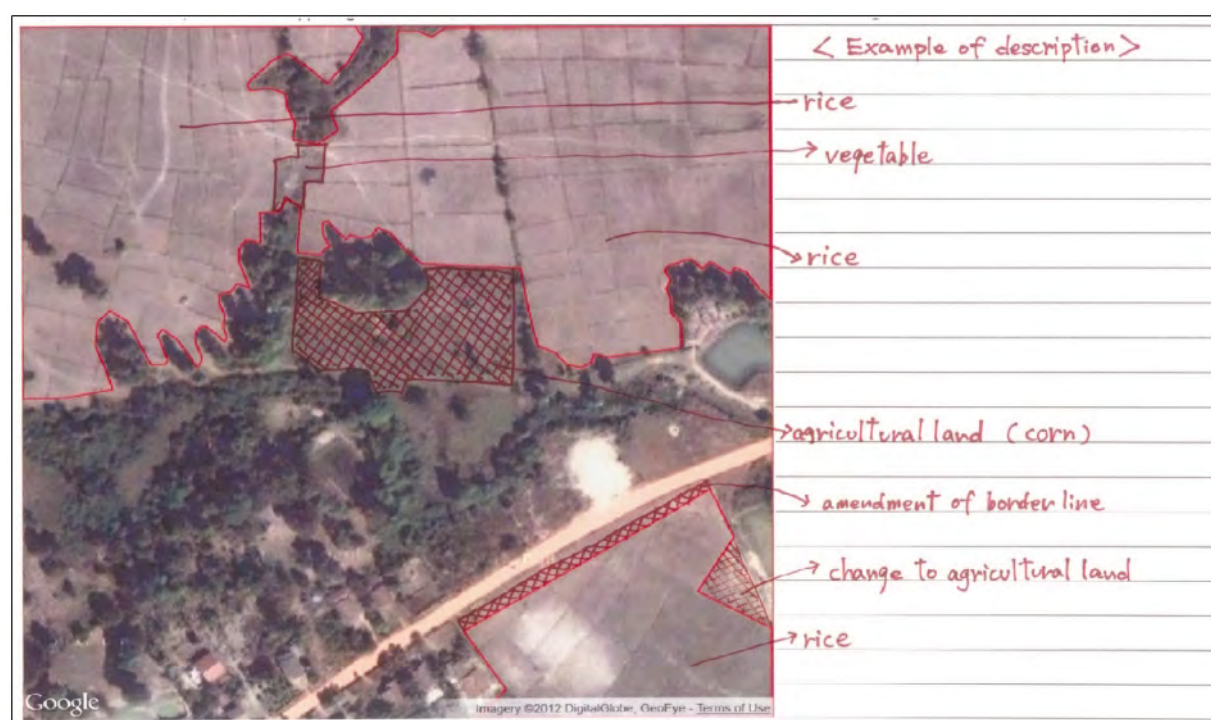 < Example of description >
rice
vegetable
rice
agricultural land (corn)
amendment of border line
change to agricultural land
rice
Google
Imagery ©2012 DigitalGlobe, GeoEye - Terms of Use